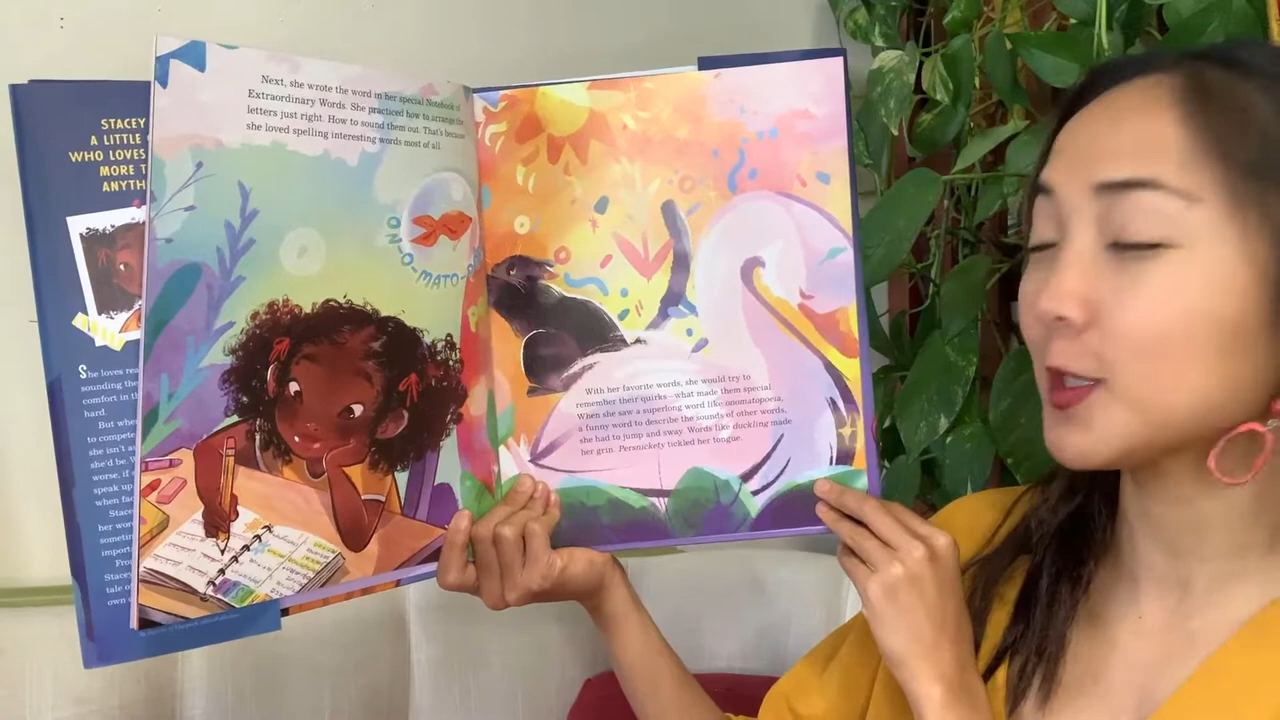 STACEY
A LITTLE
WHO LOVES
MORE T
ANYTH
She loves rea
sounding the
comfort in th
hard.
But whe
to compete
she isn't as
she'd be. W
worse, if s
speak up,
when fac
Stace
her wor
sometim
import
Fro
Stacey
tale of
own
Next, she wrote the word in her special Notebook of
Extraordinary Words. She practiced how to arrange the
letters just right. How to sound them out. That's because
she loved spelling interesting words most of all.
ON-O-MATO-
With her favorite words, she would try to
remember their quirks—what made them special.
When she saw a superlong word like onomatopoeia,
a funny word to describe the sounds of other words,
she had to jump and sway. Words like duckling made
her grin. Persnickety tickled her tongue.